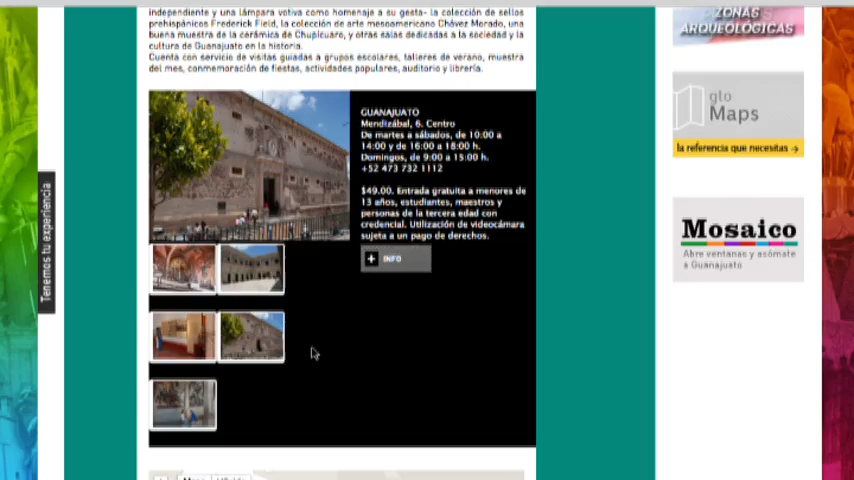 independiente y una lámpara votiva como homenaje a su gesta- la colección de sellos
prehispánicos Frederick Field, la colección de arte mesoamericano Chávez Morado, una
buena muestra de la cerámica de Chupícuaro, y otras salas dedicadas a la sociedad y la
cultura de Guanajuato en la historia.
Cuenta con servicio de visitas guiadas a grupos escolares, talleres de verano, muestra
del mes, conmemoración de fiestas, actividades populares, auditorio y librería.
GUANAJUATO
Mendizábal, 6. Centro
De martes a sábados, de 10:00 a
14:00 y de 16:00 a 18:00 h.
Domingos, de 9:00 a 15:00 h.
+52 473 732 1112
$49.00. Entrada gratuita a menores de
13 años, estudiantes, maestros y
personas de la tercera edad con
credencial. Utilización de videocámara
sujeta a un pago de derechos.
+ INFO
Tenemos tu experiencia
ZONAS
ARQUEOLÓGICAS
gto
Maps
la referencia que necesitas →
Mosaico
Abre ventanas y asómate
a Guanajuato